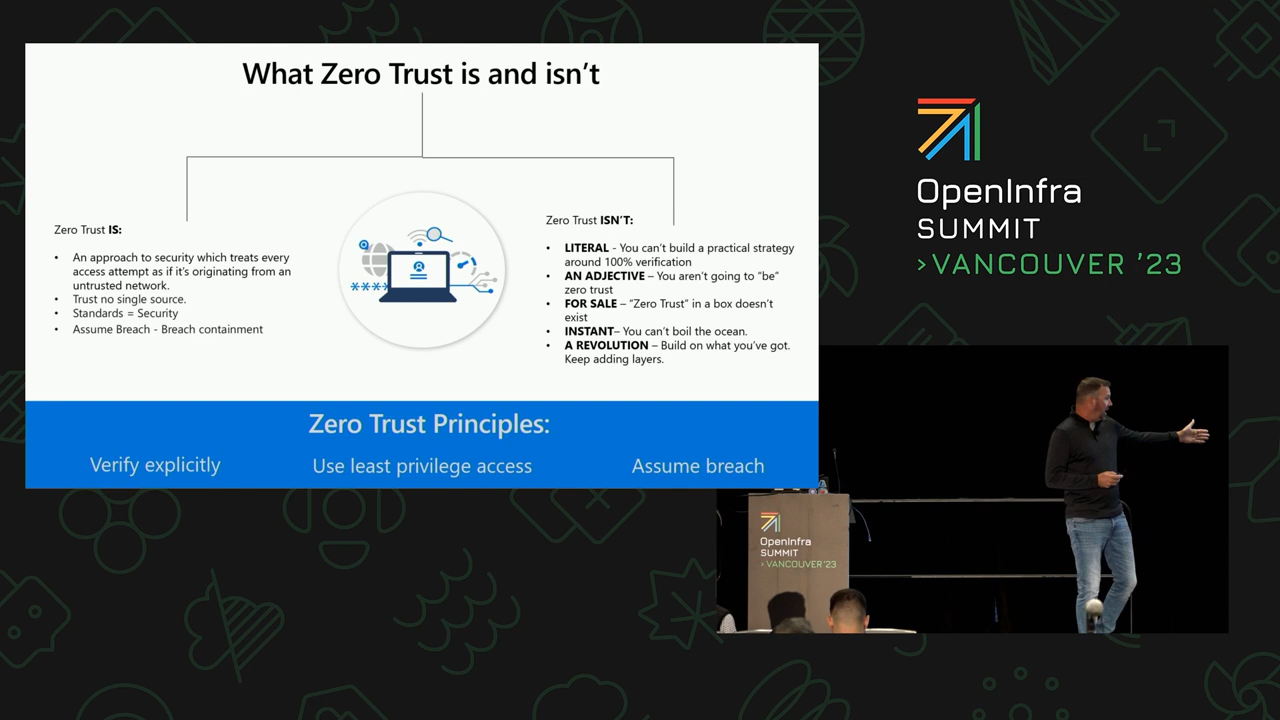 What Zero Trust is and isn't
Zero Trust IS:
• An approach to security which treats every
access attempt as if it's originating from an
untrusted network.
• Trust no single source.
• Standards = Security
• Assume Breach - Breach containment
****
Zero Trust ISN'T:
• LITERAL - You can't build a practical strategy
around 100% verification
• AN ADJECTIVE – You aren't going to "be"
zero trust
• FOR SALE – "Zero Trust" in a box doesn't
exist
• INSTANT– You can't boil the ocean.
• A REVOLUTION – Build on what you've got.
Keep adding layers.
Zero Trust Principles:
Verify explicitly
Use least privilege access
Assume breach
OpenInfra
SUMMIT
›VANCOUVER '23
OpenInfra
SUMMIT
›VANCOUVER '23